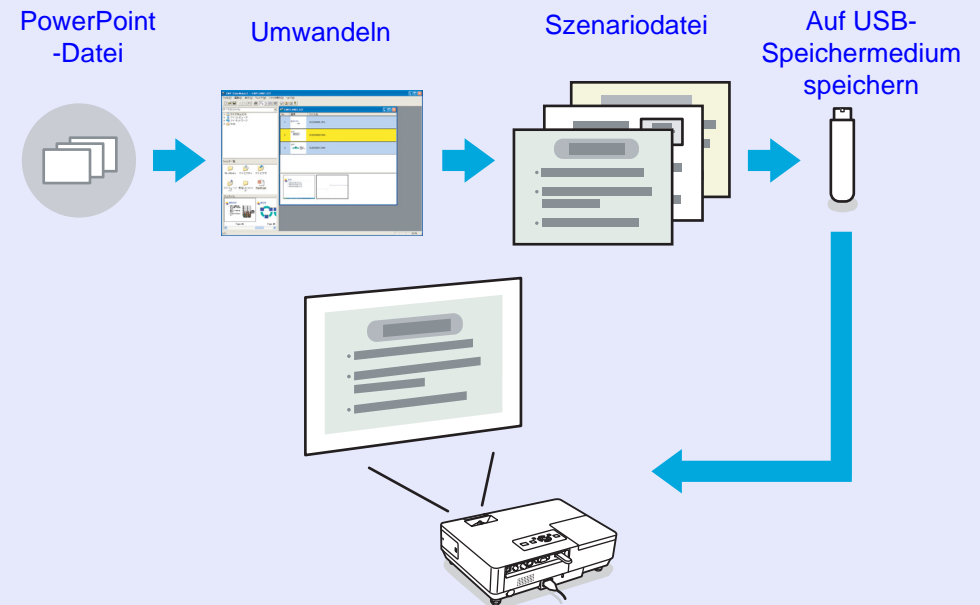 PowerPoint
-Datei
Umwandeln
Szenariodatei
Auf USB-
Speichermedium
speichern